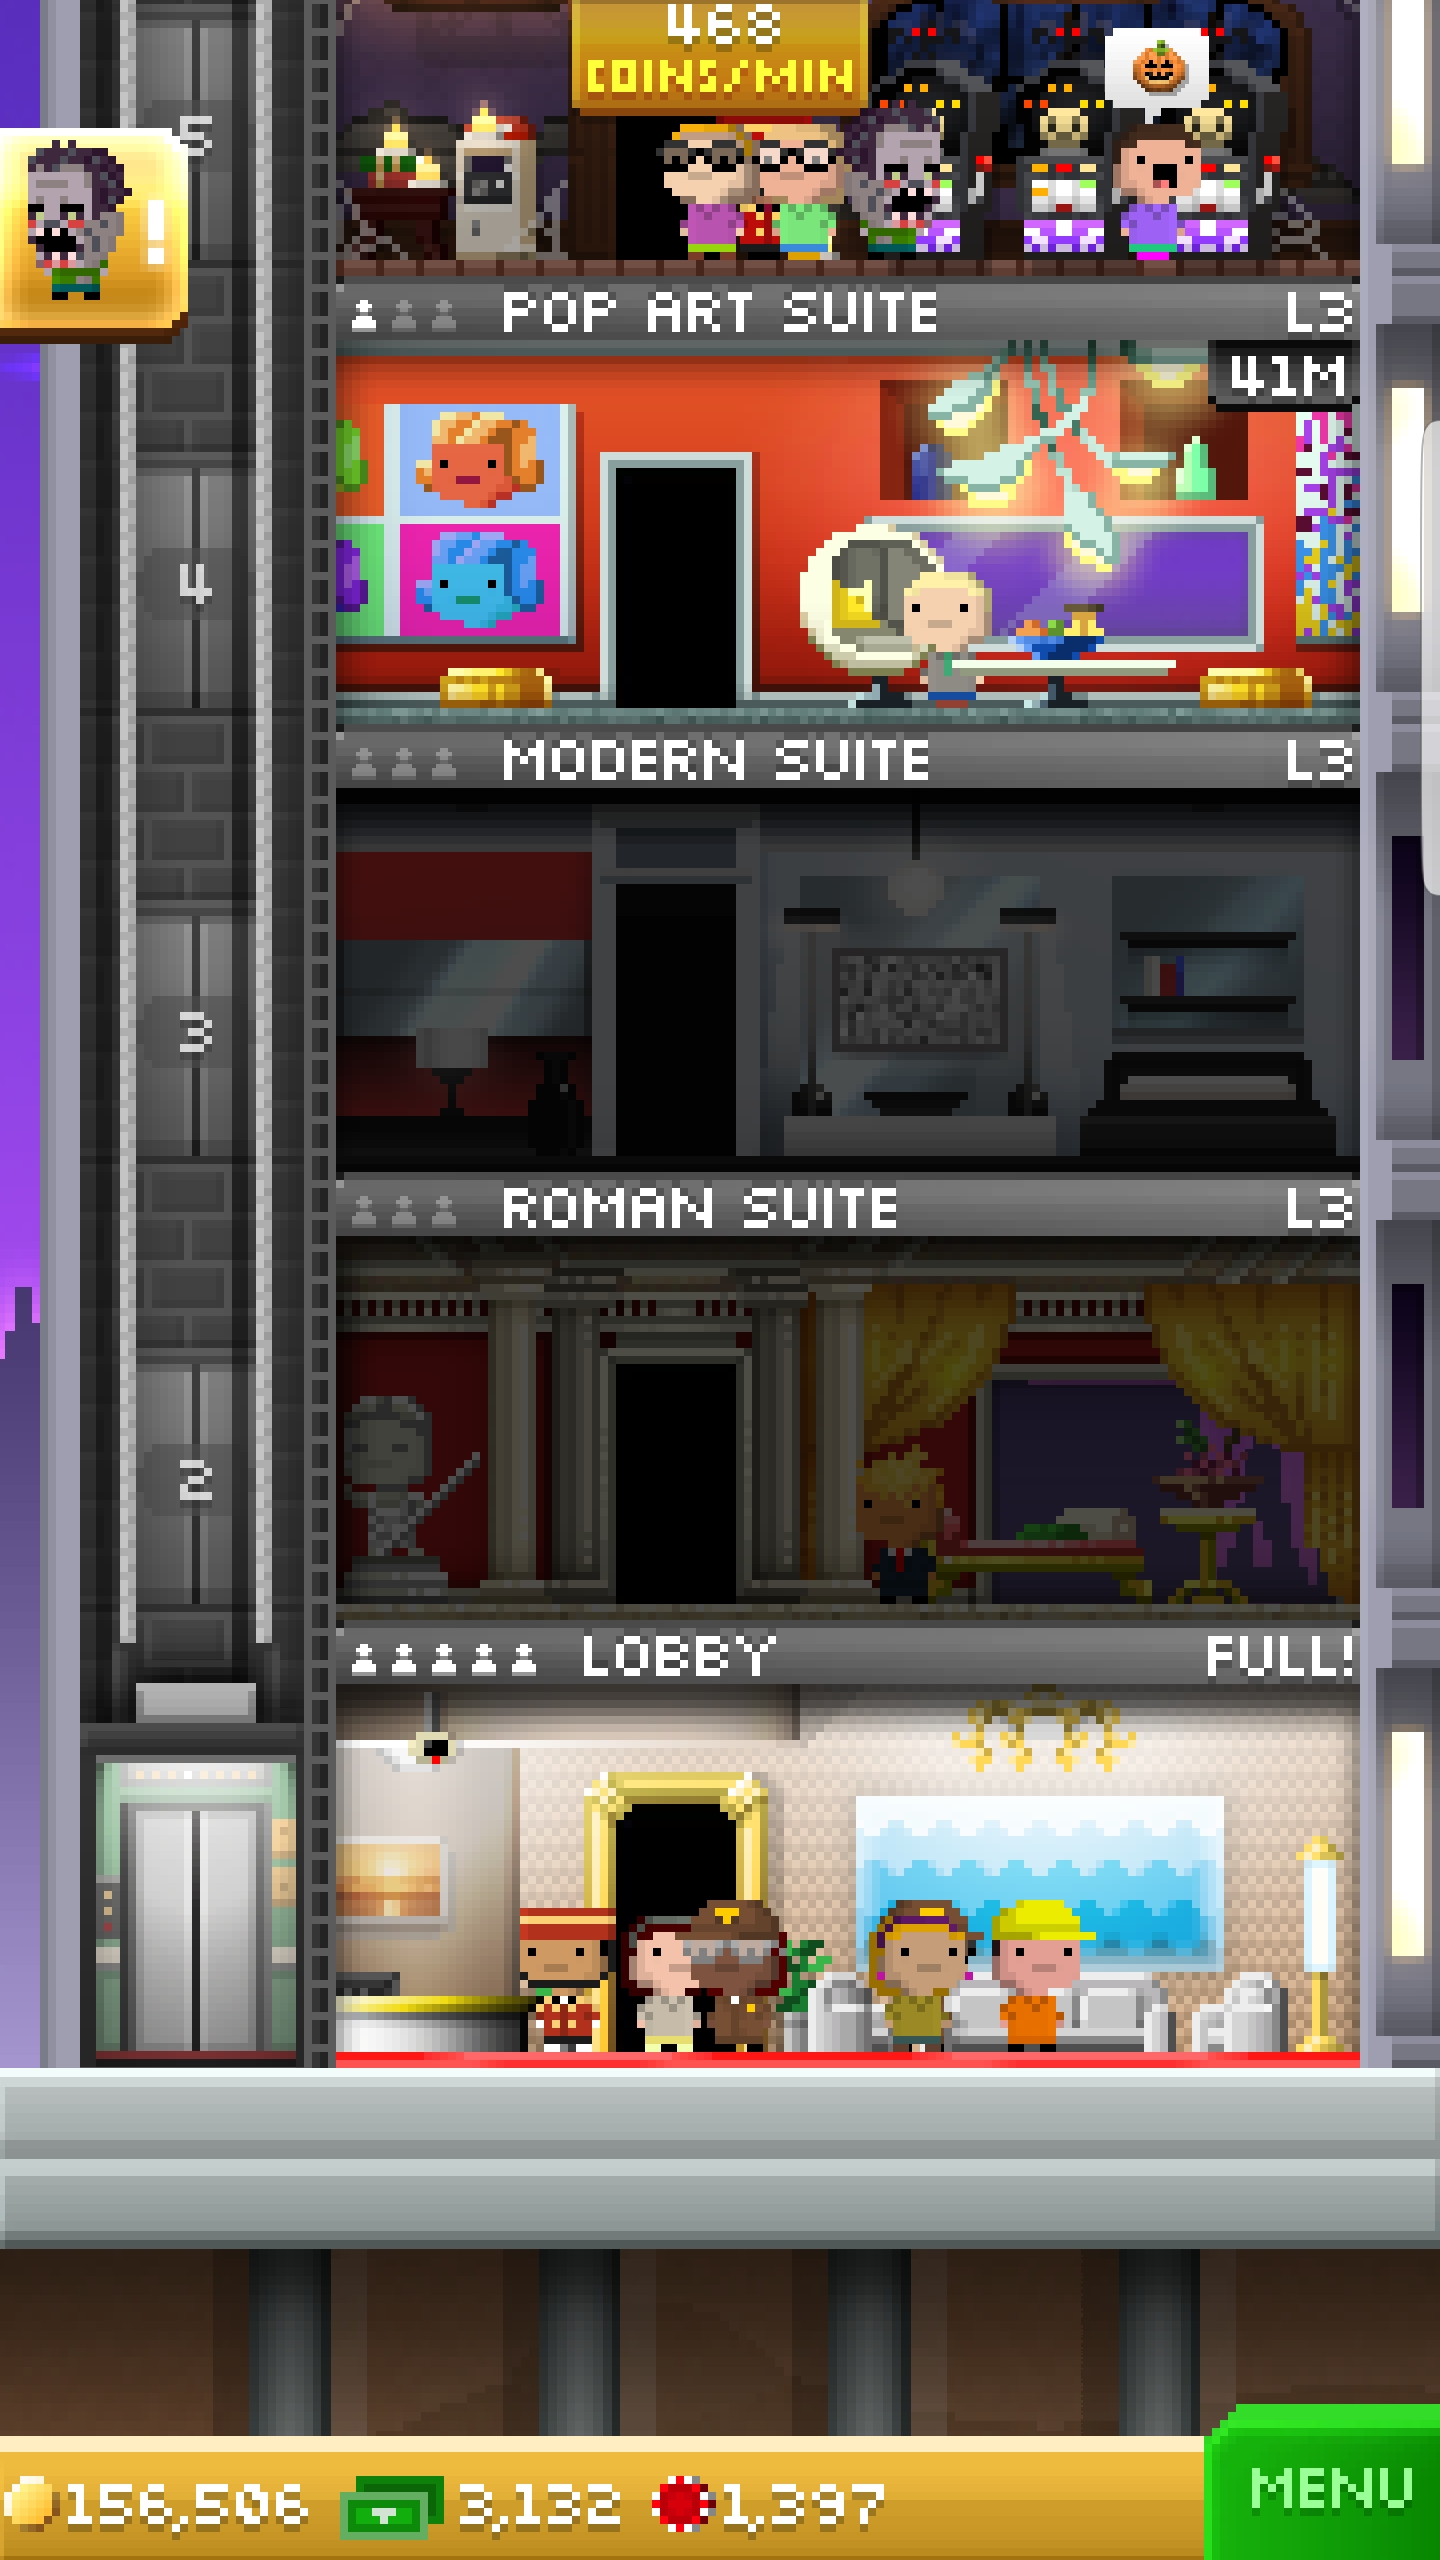 468
COINS/MIN
5
!
POP ART SUITE L3
41M
4
MODERN SUITE L3
3
ROMAN SUITE L3
2
LOBBY FULL!
156,506 3,132 1,397
MENU